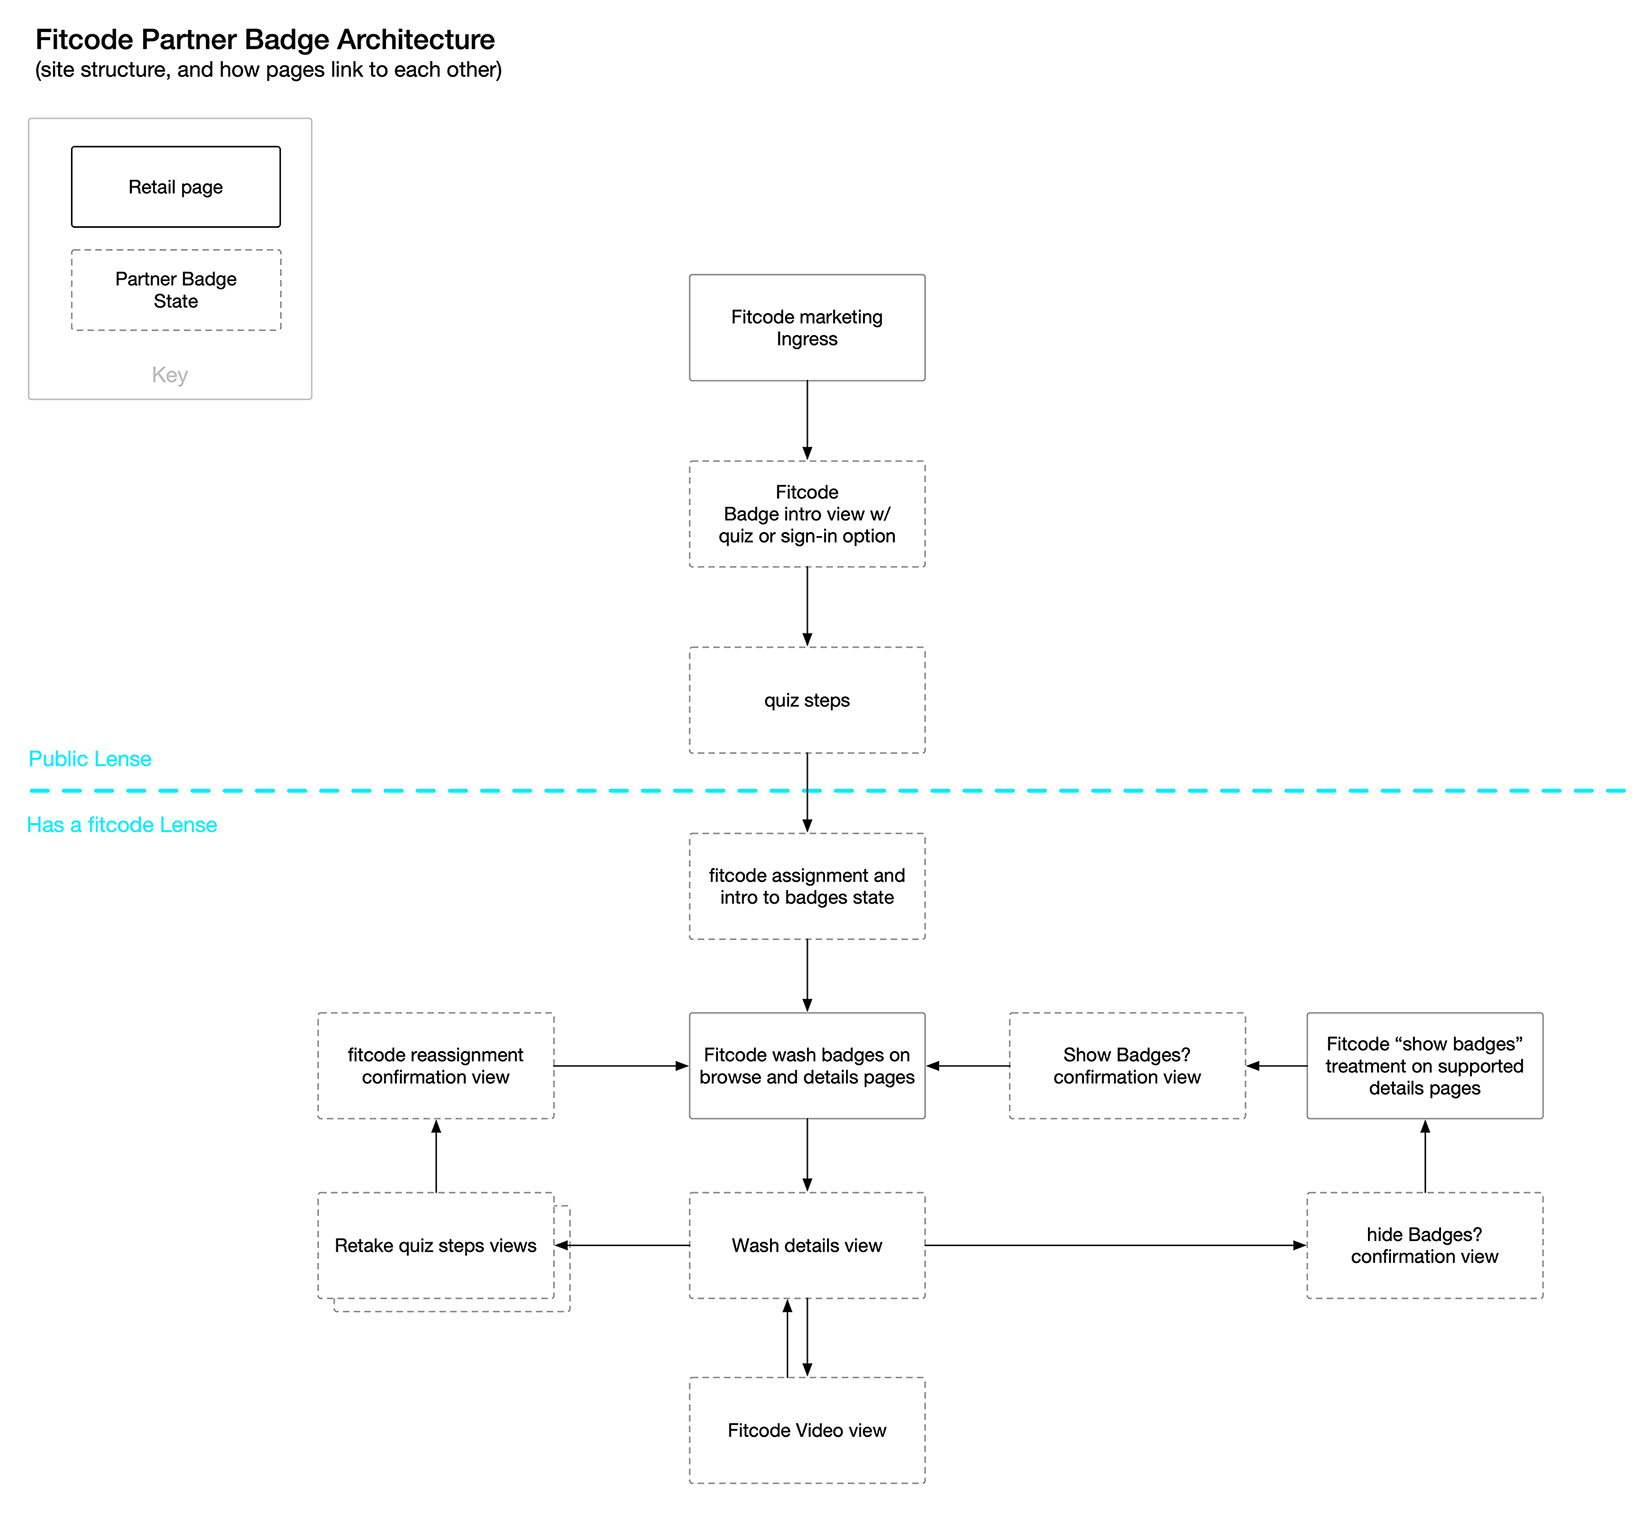 Fitcode Partner Badge Architecture
(site structure, and how pages link to each other)
Retail page
Partner Badge
State
Key
Fitcode marketing
Ingress
Fitcode
Badge intro view w/
quiz or sign-in option
quiz steps
Public Lense
Has a fitcode Lense
fitcode assignment and
intro to badges state
fitcode reassignment
confirmation view
Fitcode wash badges on
browse and details pages
Show Badges?
confirmation view
Fitcode “show badges”
treatment on supported
details pages
Retake quiz steps views
Wash details view
hide Badges?
confirmation view
Fitcode Video view